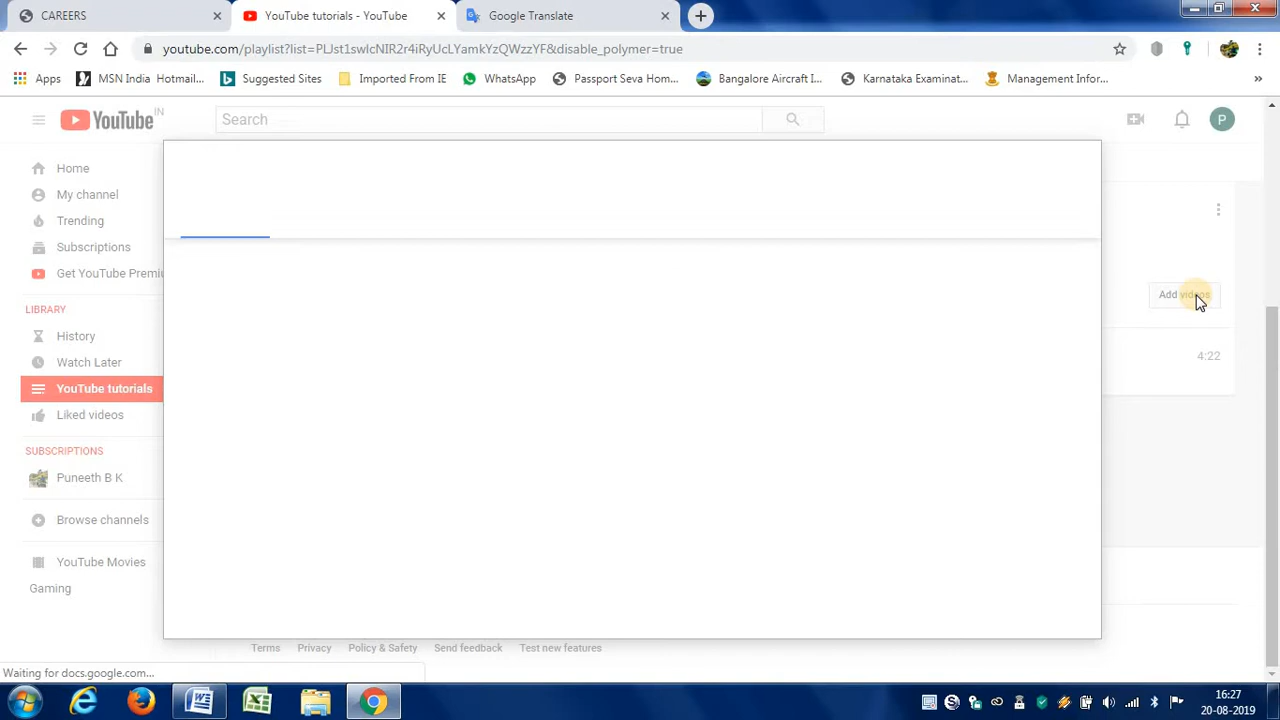 CAREERS
YouTube tutorials - YouTube
Google Translate
youtube.com/playlist?list=PLJst1swIcNIR2r4iRyUcLYamkYzQWzzYF&disable_polymer=true
Apps
MSN India Hotmail...
Suggested Sites
Imported From IE
WhatsApp
Passport Seva Hom...
Bangalore Aircraft I...
Karnataka Examinat...
Management Infor...
»
YouTube IN
Search
P
Home
My channel
Trending
Subscriptions
Get YouTube Premiu
Add videos
LIBRARY
History
Watch Later
4:22
YouTube tutorials
Liked videos
SUBSCRIPTIONS
Puneeth B K
Browse channels
YouTube Movies
Gaming
Terms
Privacy
Policy & Safety
Send feedback
Test new features
Waiting for docs.google.com...
16:27
20-08-2019